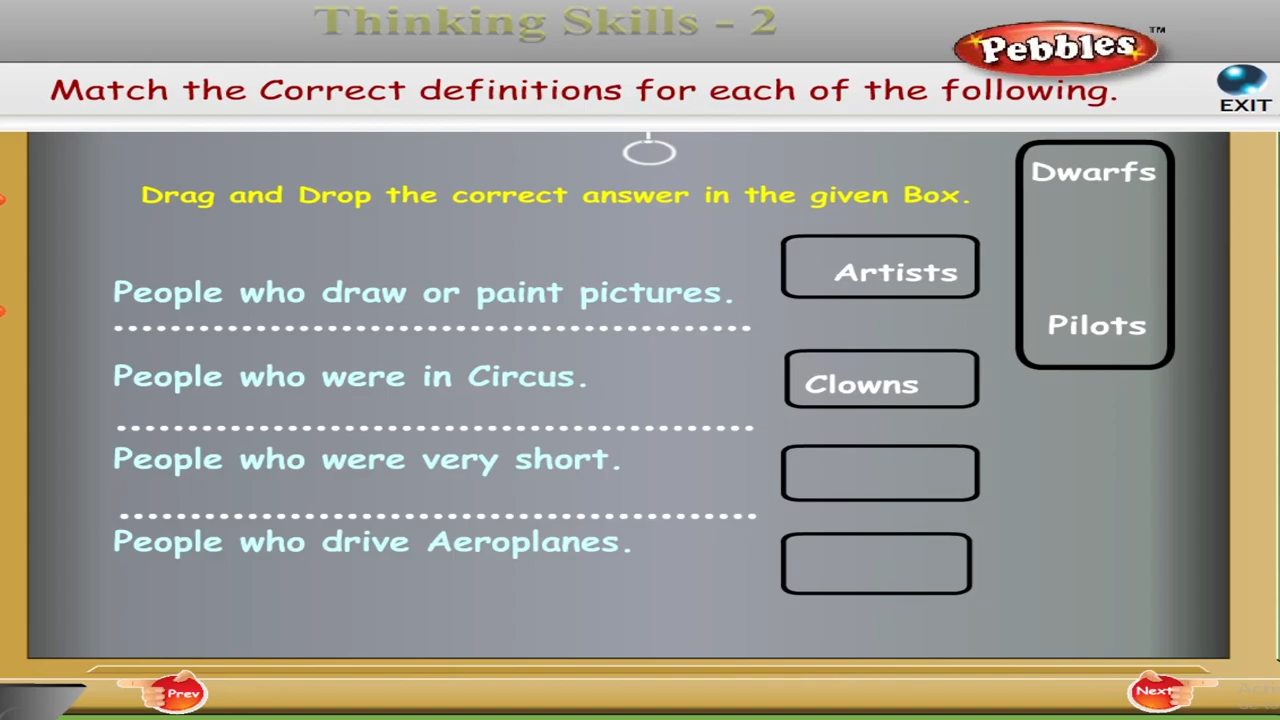 Thinking Skills - 2
Pebbles™
Match the Correct definitions for each of the following.
EXIT
Drag and Drop the correct answer in the given Box.
Dwarfs
Artists
People who draw or paint pictures.
Pilots
People who were in Circus.
Clowns
People who were very short.
People who drive Aeroplanes.
Prev
Next